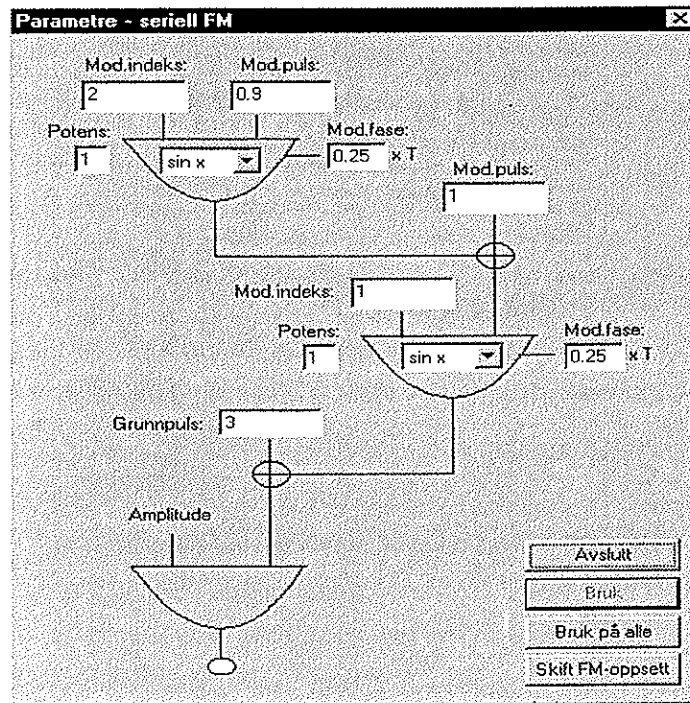 Parametre - seriell FM
Mod.indeks: Mod.puls:
2 0.9
Potens: Mod.fase:
1 sin x 0.25 x T
Mod.puls:
1
Mod.indeks: 1
Potens: Mod.fase:
1 sin x 0.25 x T
Grunnpuls: 3
Amplitude
Avslutt
Bruk
Bruk på alle
Skift FM-oppsett